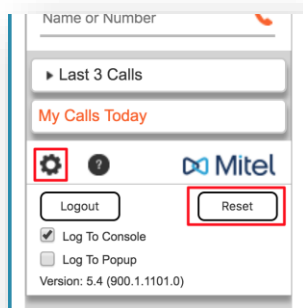 Name or Number
Last 3 Calls
My Calls Today
? Mitel
Logout Reset
Log To Console
Log To Popup
Version: 5.4 (900.1.1101.0)